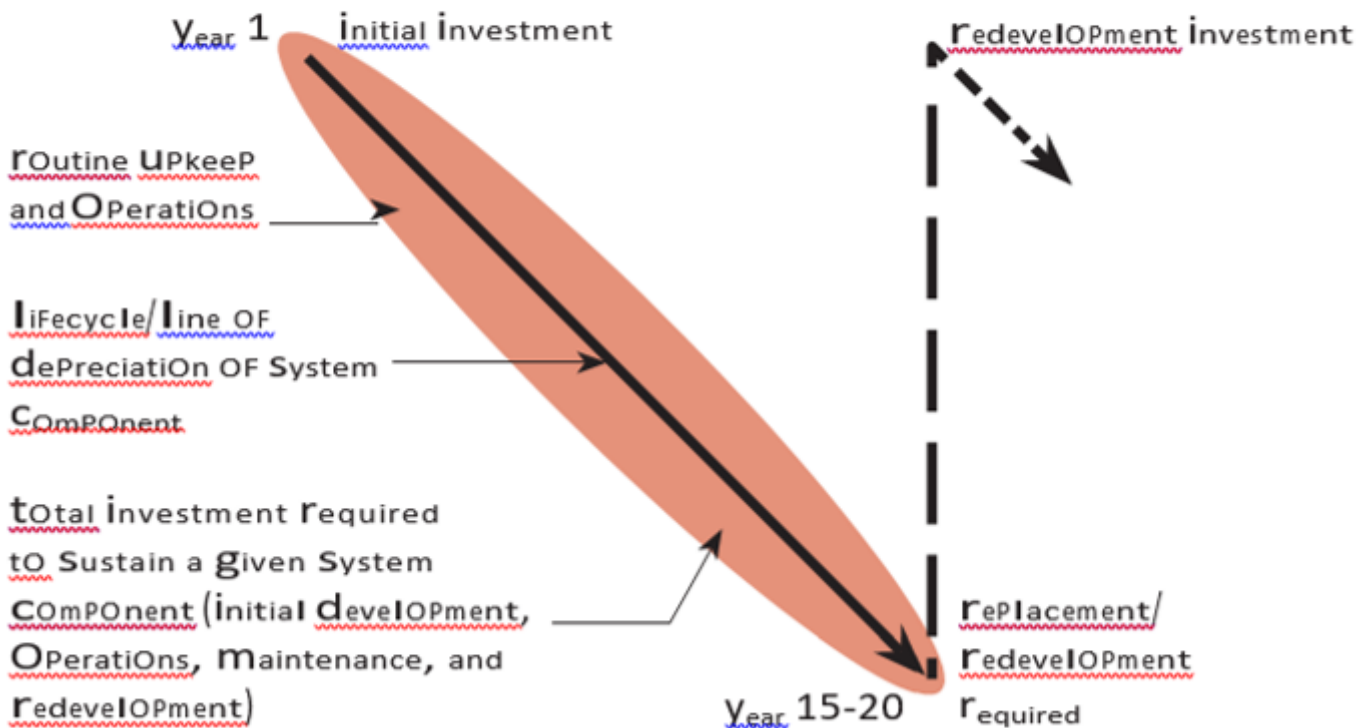 year 1 initial investment
redevelOPment investment
rOutine uPkeeP
and OPeratiOns
liFecycle/line OF
dePreciatiOn OF system
cOmPOnent
tOtal investment required
tO Sustain a given System
cOmPOnent (initial develOPment,
OPeratiOns, maintenance, and
redevelOPment)
rePlacement/
redevelOPment
required
year 15-20